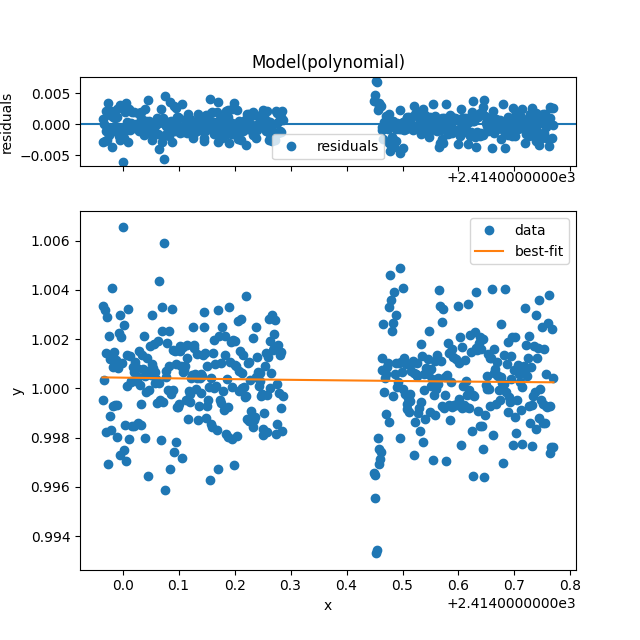 Model(polynomial)
residuals
0.005
0.000
−0.005
residuals
+2.4140000000e3
y
1.006
1.004
1.002
1.000
0.998
0.996
0.994
data
best-fit
0.0 0.1 0.2 0.3 0.4 0.5 0.6 0.7 0.8
x
+2.4140000000e3